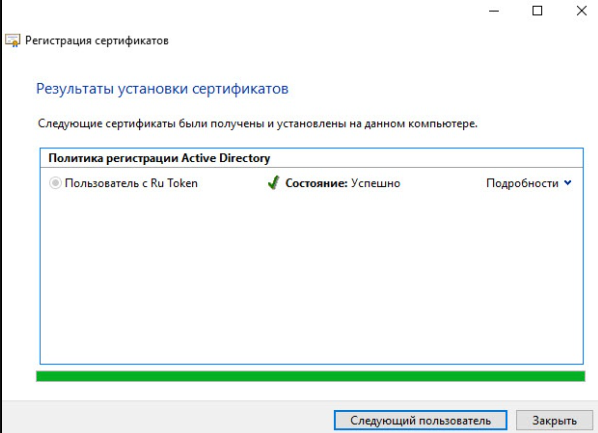 Регистрация сертификатов
Результаты установки сертификатов
Следующие сертификаты были получены и установлены на данном компьютере.
Политика регистрации Active Directory
Пользователь с Ru Token Состояние: Успешно Подробности
Следующий пользователь Закрыть